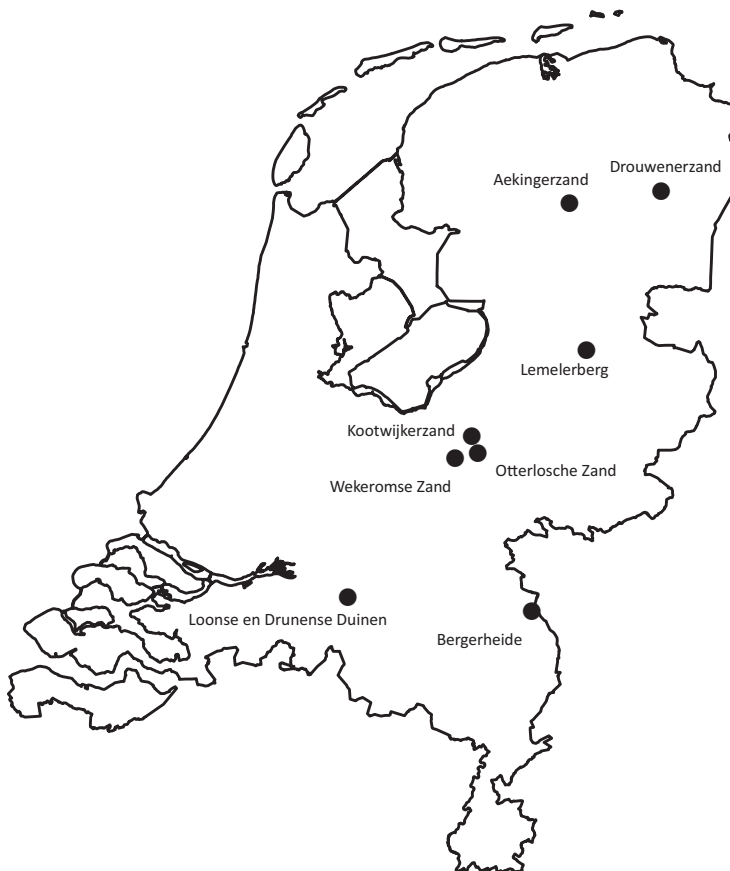 Drouwenerzand
Aekingerzand
Lemelerberg
Kootwijkerzand
Otterlosche Zand
Wekeromse Zand
Loonse en Drunense Duinen
Bergerheide